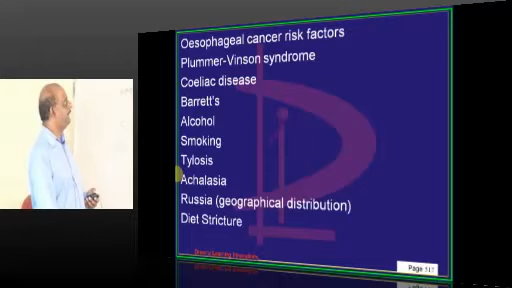 Oesophageal cancer risk factors
Plummer-Vinson syndrome
Coeliac disease
Barrett's
Alcohol
Smoking
Tylosis
Achalasia
Russia (geographical distribution)
Diet Stricture
Page